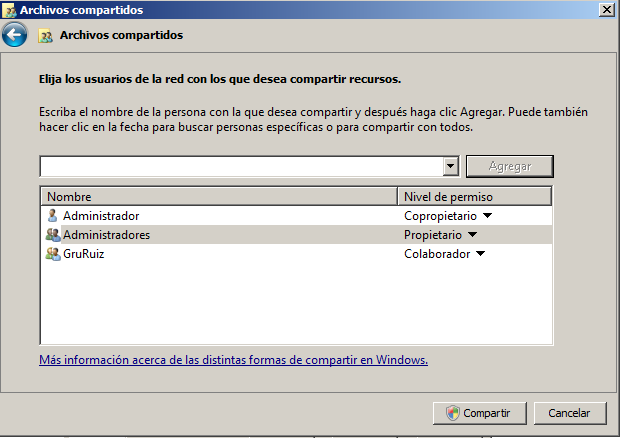 Archivos compartidos
Archivos compartidos
Elija los usuarios de la red con los que desea compartir recursos.
Escriba el nombre de la persona con la que desea compartir y después haga clic Agregar. Puede también
hacer clic en la fecha para buscar personas específicas o para compartir con todos.
Agregar
Nombre Nivel de permiso
Administrador Copropietario
Administradores Propietario
GruRuiz Colaborador
Más información acerca de las distintas formas de compartir en Windows.
Compartir Cancelar